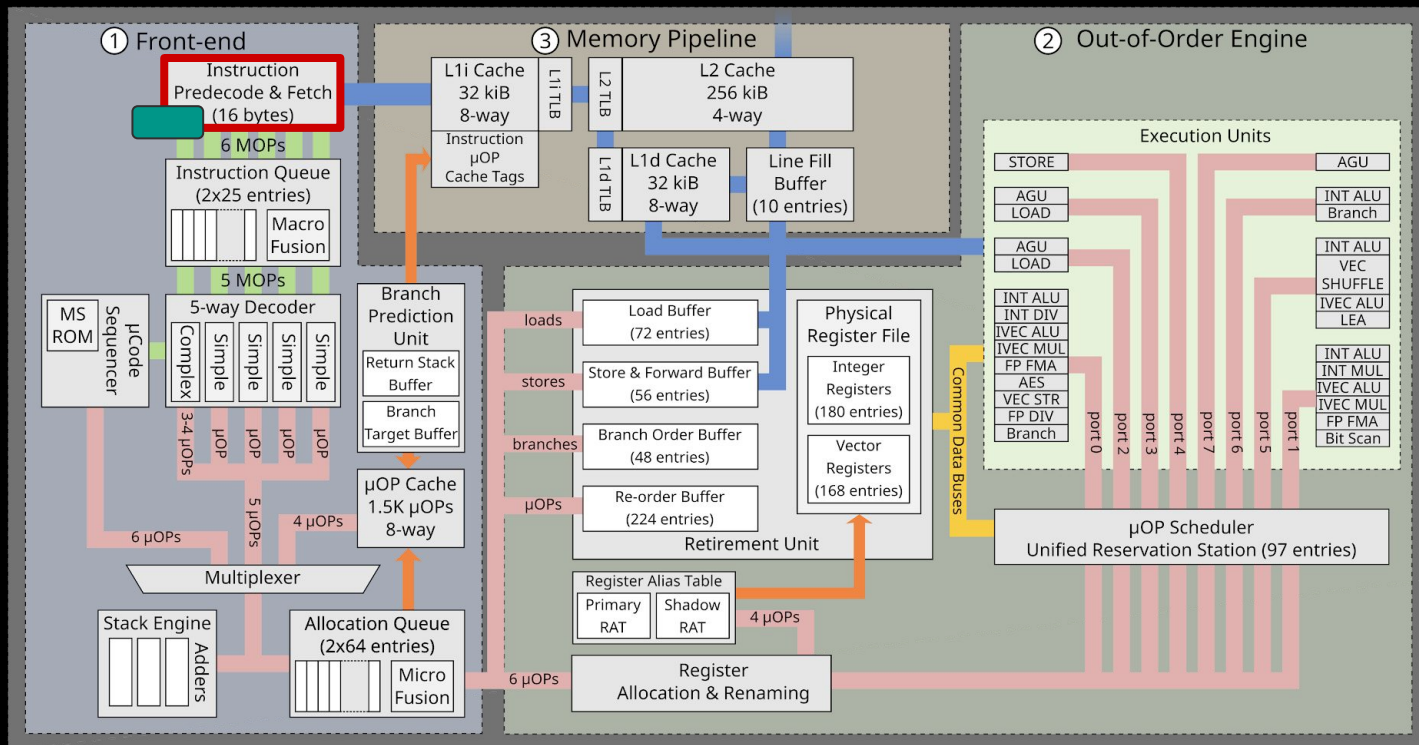 ① Front-end
Instruction
Predecode & Fetch
(16 bytes)
6 MOPs
Instruction Queue
(2x25 entries)
Macro
Fusion
5 MOPs
5-way Decoder
Complex
Simple
Simple
Simple
Simple
MS
ROM
µCode
Sequencer
3-4 µOPs
µOP
µOP
µOP
µOP
Branch
Prediction
Unit
Return Stack
Buffer
Branch
Target Buffer
µOP Cache
1.5K µOPs
8-way
6 µOPs
5 µOPs
4 µOPs
Multiplexer
Stack Engine
Adders
Allocation Queue
(2x64 entries)
Micro
Fusion
③ Memory Pipeline
L1i Cache
32 kiB
8-way
L1i TLB
Instruction
µOP
Cache Tags
L2 TLB
L2 Cache
256 kiB
4-way
L1d TLB
L1d Cache
32 kiB
8-way
Line Fill
Buffer
(10 entries)
② Out-of-Order Engine
Execution Units
STORE
AGU
LOAD
AGU
LOAD
INT ALU
INT DIV
IVEC ALU
IVEC MUL
FP FMA
AES
VEC STR
FP DIV
Branch
AGU
INT ALU
Branch
INT ALU
VEC
SHUFFLE
IVEC ALU
LEA
INT ALU
INT MUL
IVEC ALU
IVEC MUL
FP FMA
Bit Scan
port 0
port 2
port 3
port 4
port 7
port 6
port 5
port 1
Common Data Buses
µOP Scheduler
Unified Reservation Station (97 entries)
loads
Load Buffer
(72 entries)
stores
Store & Forward Buffer
(56 entries)
branches
Branch Order Buffer
(48 entries)
µOPs
Re-order Buffer
(224 entries)
Retirement Unit
Physical
Register File
Integer
Registers
(180 entries)
Vector
Registers
(168 entries)
Register Alias Table
Primary
RAT
Shadow
RAT
4 µOPs
6 µOPs
Register
Allocation & Renaming